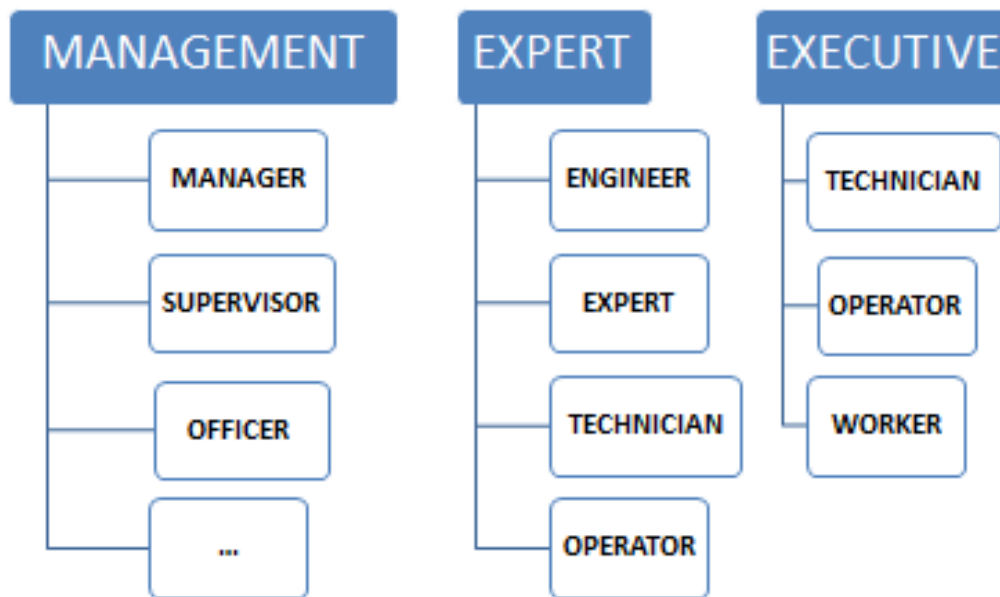 MANAGEMENT
MANAGER
SUPERVISOR
OFFICER
...
EXPERT
ENGINEER
EXPERT
TECHNICIAN
OPERATOR
EXECUTIVE
TECHNICIAN
OPERATOR
WORKER